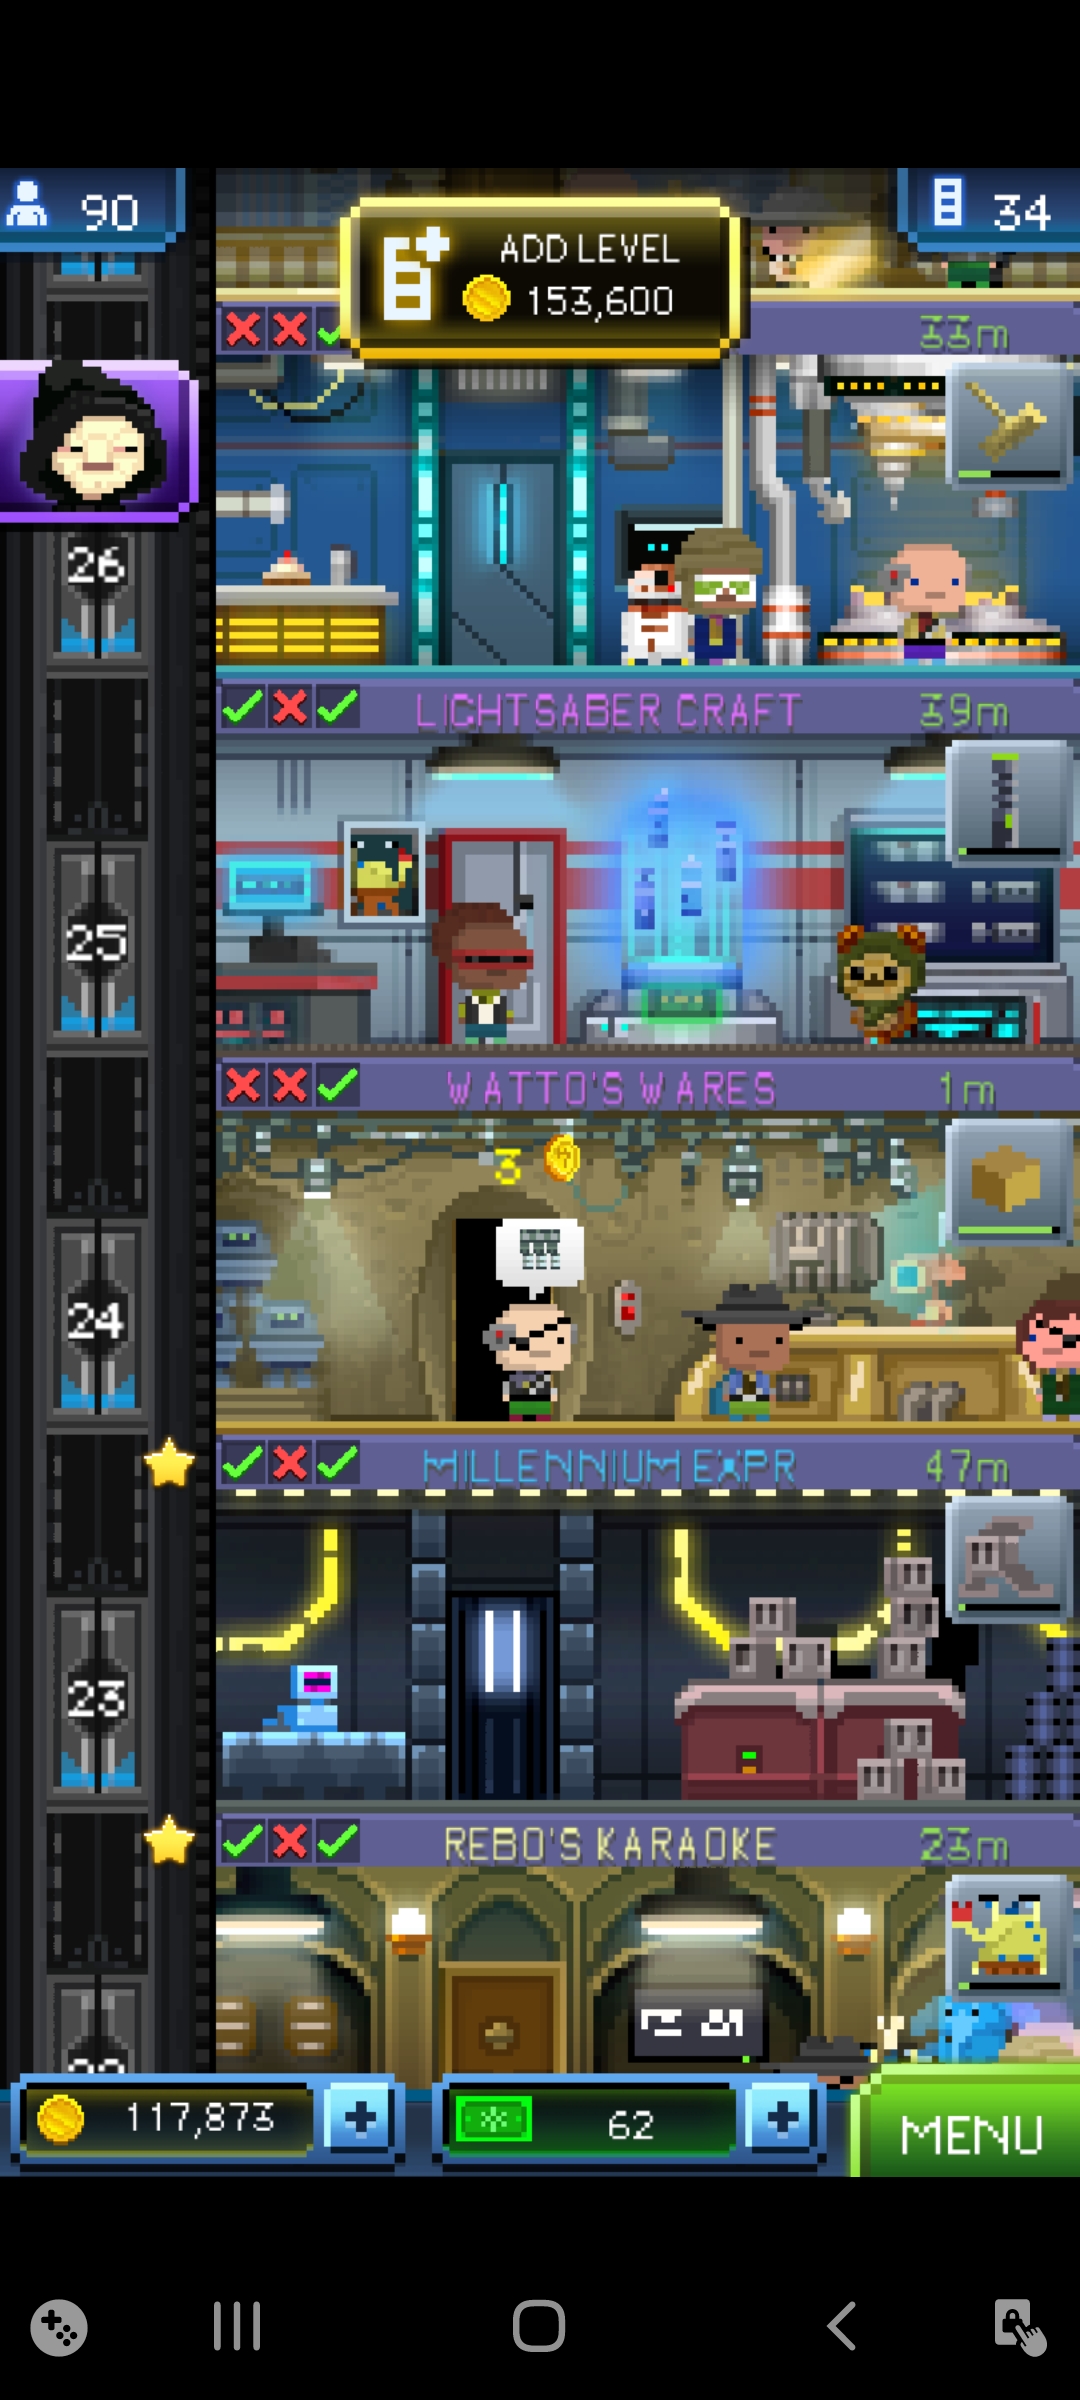 90
34
ADD LEVEL
153,600
33m
26
LIGHTSABER CRAFT 39m
25
WATTO'S WARES 1m
3
24
MILLENNIUM EXPR 47m
23
REBO'S KARAOKE 23m
117,873
62
MENU